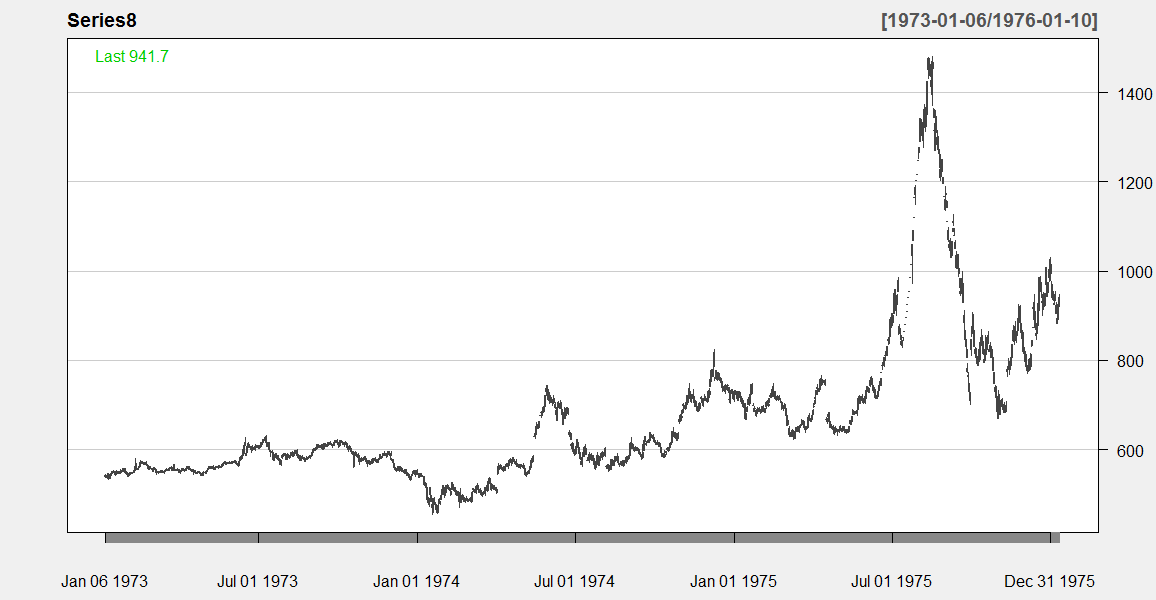 Series8 [1973-01-06/1976-01-10]
Last 941.7
1400
1200
1000
800
600
Jan 06 1973 Jul 01 1973 Jan 01 1974 Jul 01 1974 Jan 01 1975 Jul 01 1975 Dec 31 1975